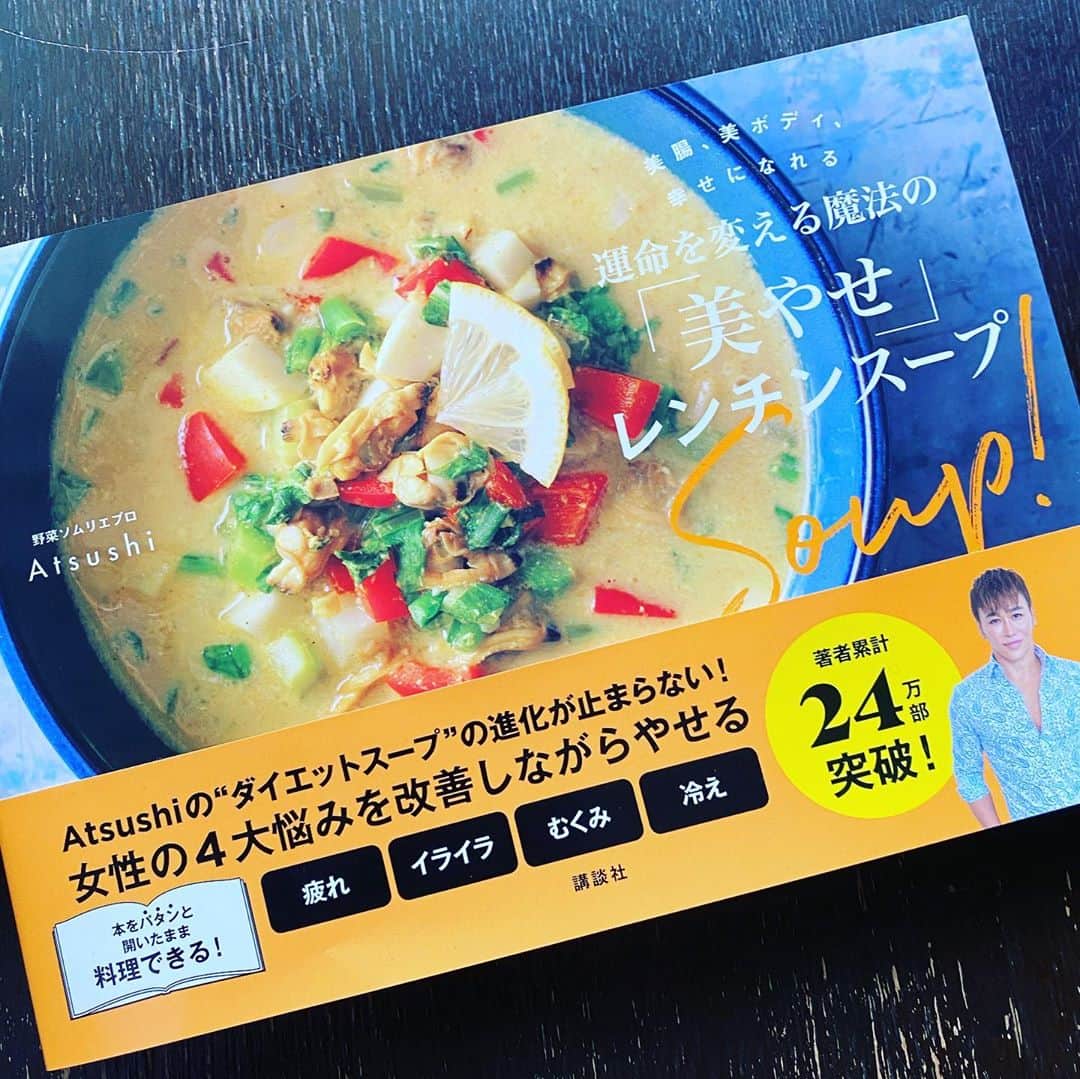 美腸、美ボディ、
幸せになれる
運命を変える魔法の
「美やせ」
レンチンスープ
Soup!
野菜ソムリエプロ
Atsushi
Atsushiの“ダイエットスープ”の進化が止まらない！
女性の4大悩みを改善しながらやせる
疲れ
イライラ
むくみ
冷え
著者累計
24万部
突破！
本をパタンと
開いたまま
料理できる！
講談社